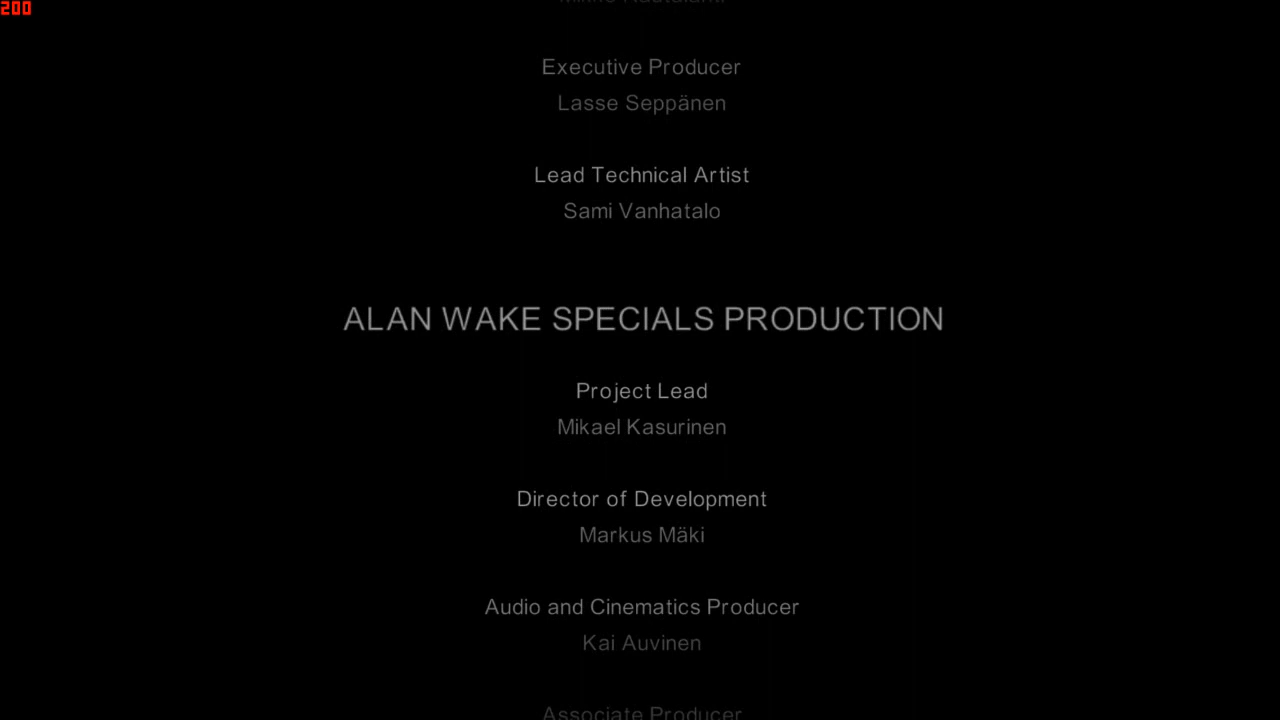 200
Executive Producer
Lasse Seppänen
Lead Technical Artist
Sami Vanhatalo
ALAN WAKE SPECIALS PRODUCTION
Project Lead
Mikael Kasurinen
Director of Development
Markus Mäki
Audio and Cinematics Producer
Kai Auvinen
Associate Producer